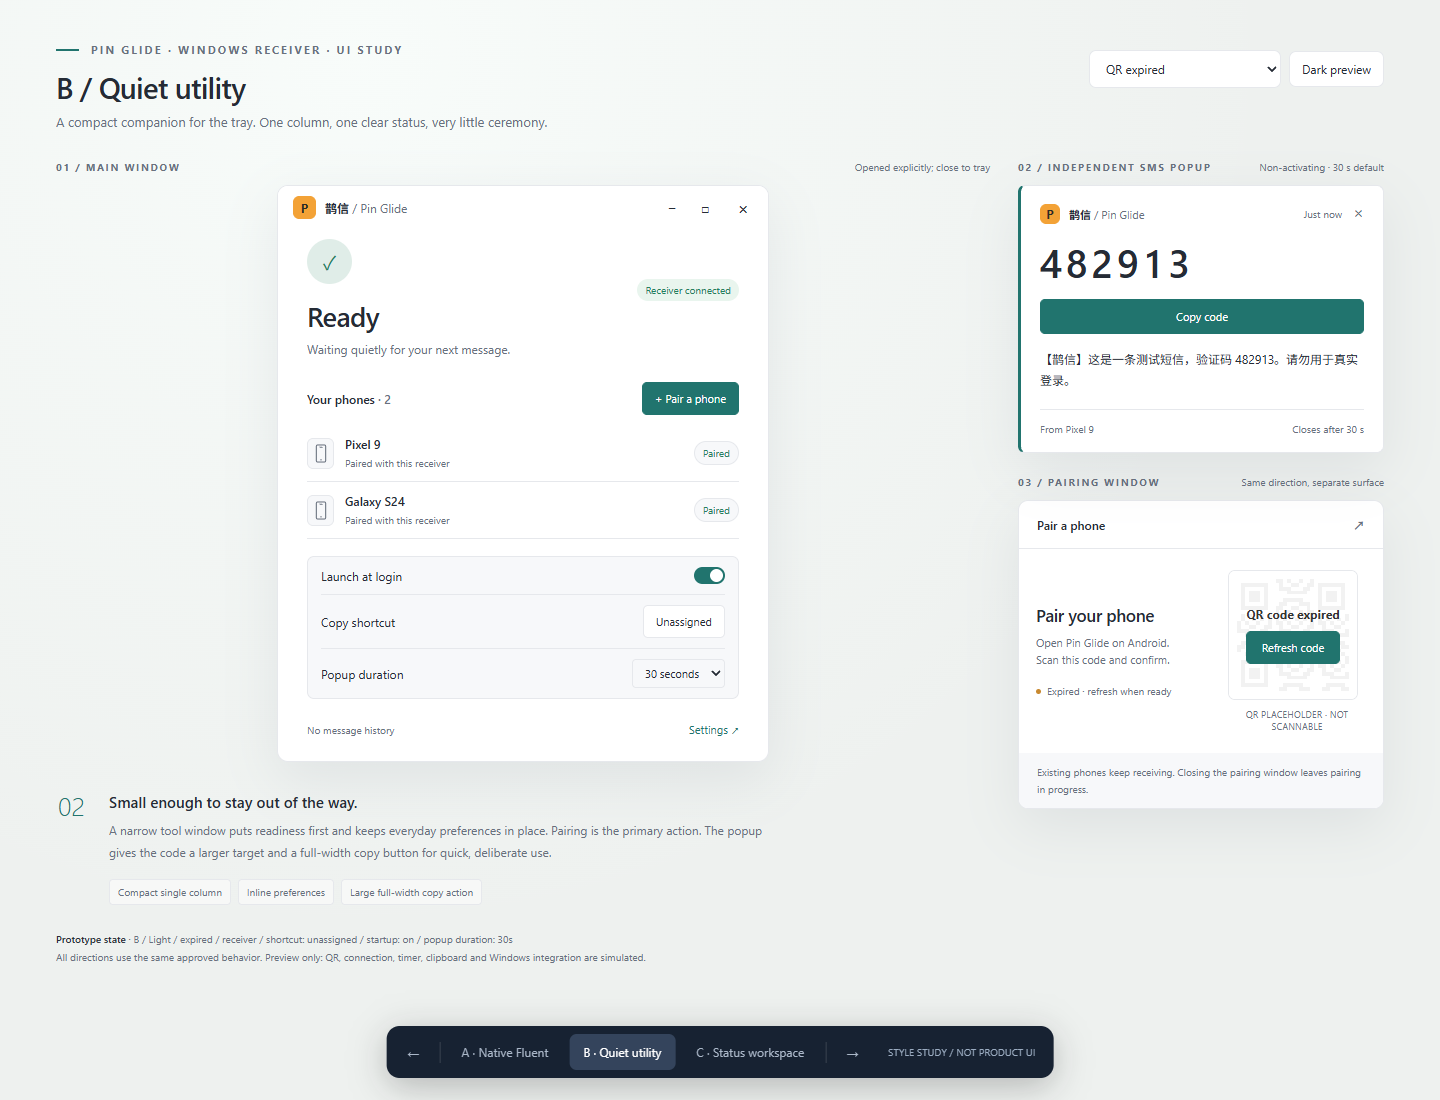 PIN GLIDE · WINDOWS RECEIVER · UI STUDY
B / Quiet utility
A compact companion for the tray. One column, one clear status, very little ceremony.
QR expired
Dark preview
01 / MAIN WINDOW
Opened explicitly; close to tray
P
鹊信 / Pin Glide
✓
Receiver connected
Ready
Waiting quietly for your next message.
Your phones · 2
+ Pair a phone
Pixel 9
Paired with this receiver
Paired
Galaxy S24
Paired with this receiver
Paired
Launch at login
Copy shortcut
Unassigned
Popup duration
30 seconds
No message history
Settings ↗
02
Small enough to stay out of the way.
A narrow tool window puts readiness first and keeps everyday preferences in place. Pairing is the primary action. The popup
gives the code a larger target and a full-width copy button for quick, deliberate use.
Compact single column
Inline preferences
Large full-width copy action
Prototype state · B / Light / expired / receiver / shortcut: unassigned / startup: on / popup duration: 30s
All directions use the same approved behavior. Preview only: QR, connection, timer, clipboard and Windows integration are simulated.
02 / INDEPENDENT SMS POPUP
Non-activating · 30 s default
P
鹊信 / Pin Glide
Just now
×
482913
Copy code
【鹊信】这是一条测试短信，验证码 482913。请勿用于真实
登录。
From Pixel 9
Closes after 30 s
03 / PAIRING WINDOW
Same direction, separate surface
Pair a phone
↗
Pair your phone
Open Pin Glide on Android.
Scan this code and confirm.
Expired · refresh when ready
QR code expired
Refresh code
QR PLACEHOLDER · NOT
SCANNABLE
Existing phones keep receiving. Closing the pairing window leaves pairing
in progress.
←
A · Native Fluent
B · Quiet utility
C · Status workspace
→
STYLE STUDY / NOT PRODUCT UI